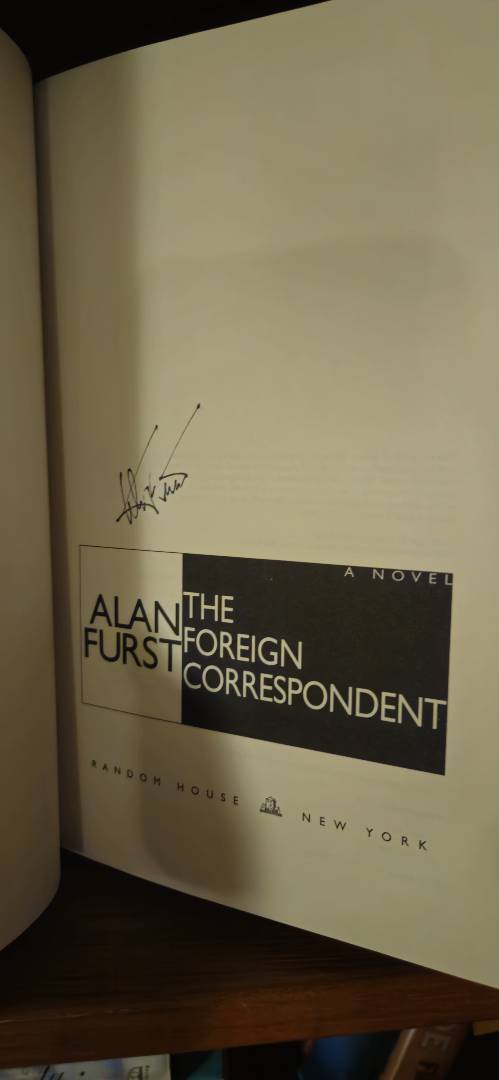 A NOVEL
ALAN
FURST
THE
FOREIGN
CORRESPONDENT
RANDOM HOUSE NEW YORK